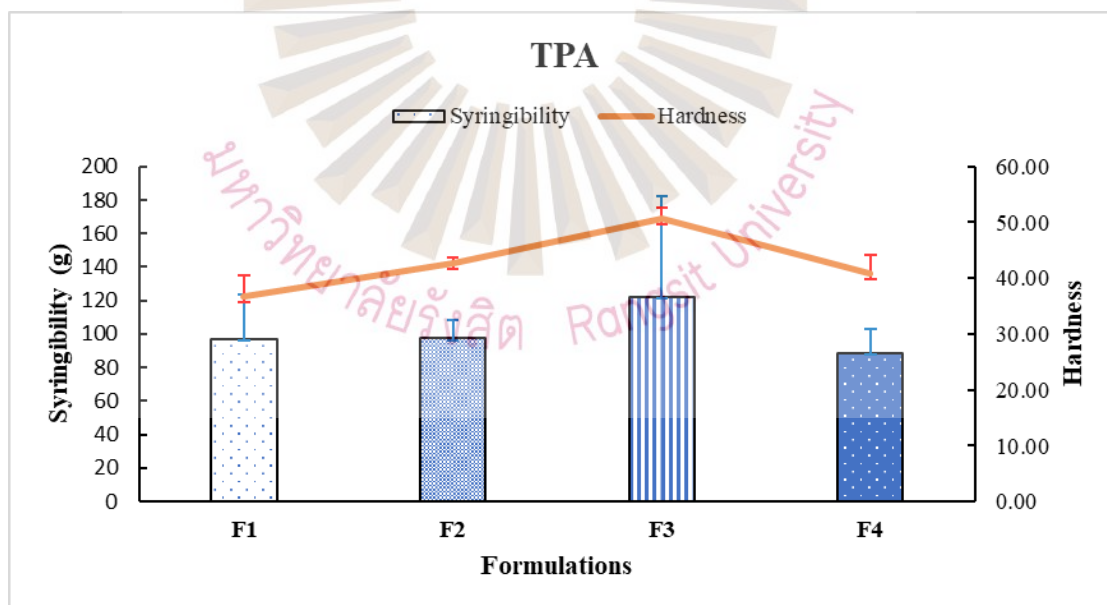 TPA
Syringibility
Hardness
มหาวิทยาลัยรังสิต Rangsit University
200
180
160
140
120
100
80
60
40
20
0
Syringibility (g)
60.00
50.00
40.00
30.00
20.00
10.00
0.00
Hardness
F1
F2
F3
F4
Formulations